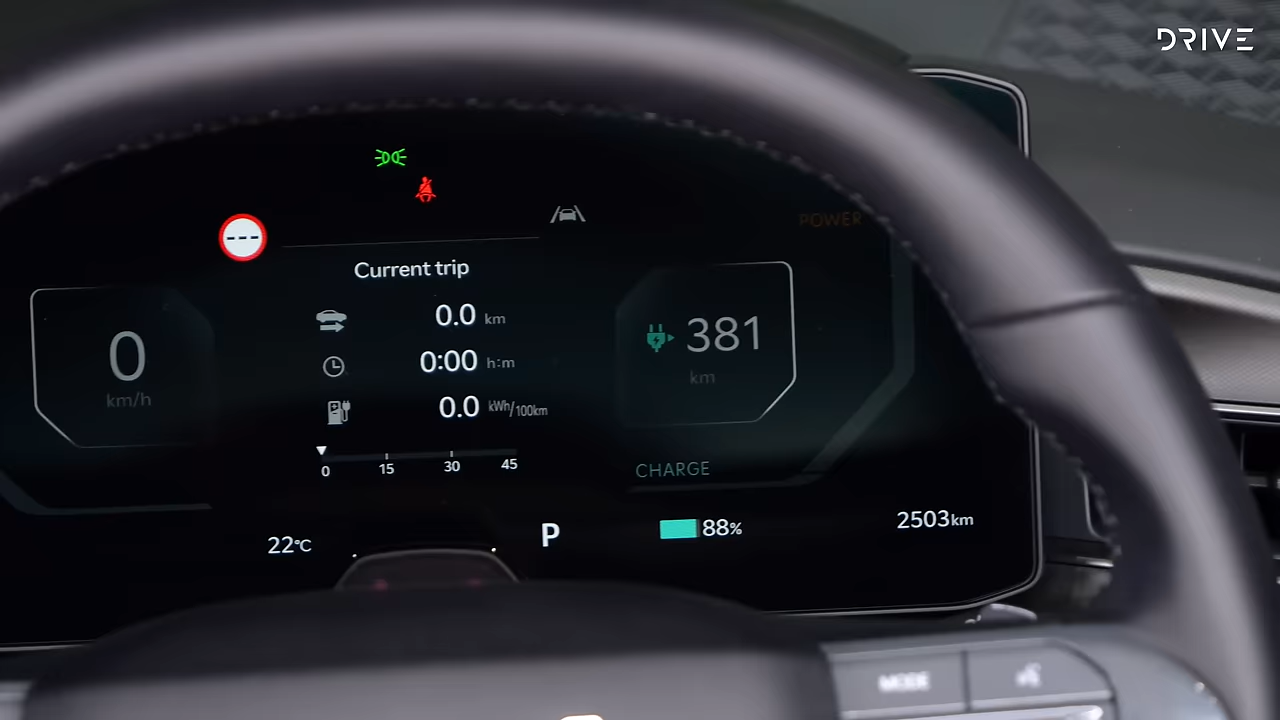 DRIVE
POWER
Current trip
0.0 km
0:00 h:m
0.0 kWh/100km
0 15 30 45
0
km/h
381
km
CHARGE
22°C
P
88%
2503km
MODE